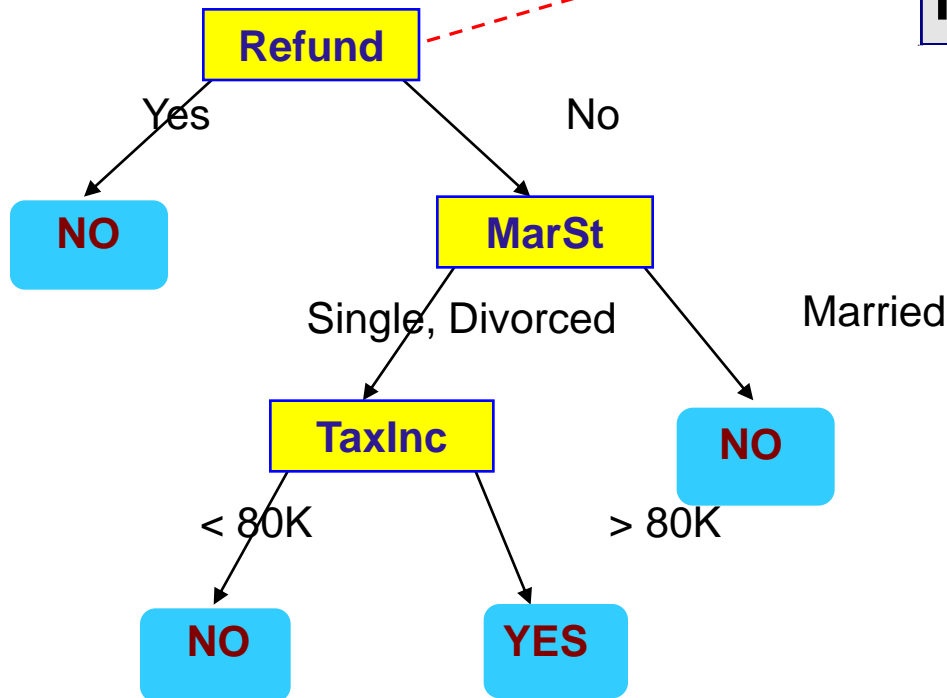 Refund
Yes
No
NO
MarSt
Single, Divorced
Married
TaxInc
NO
< 80K
> 80K
NO
YES